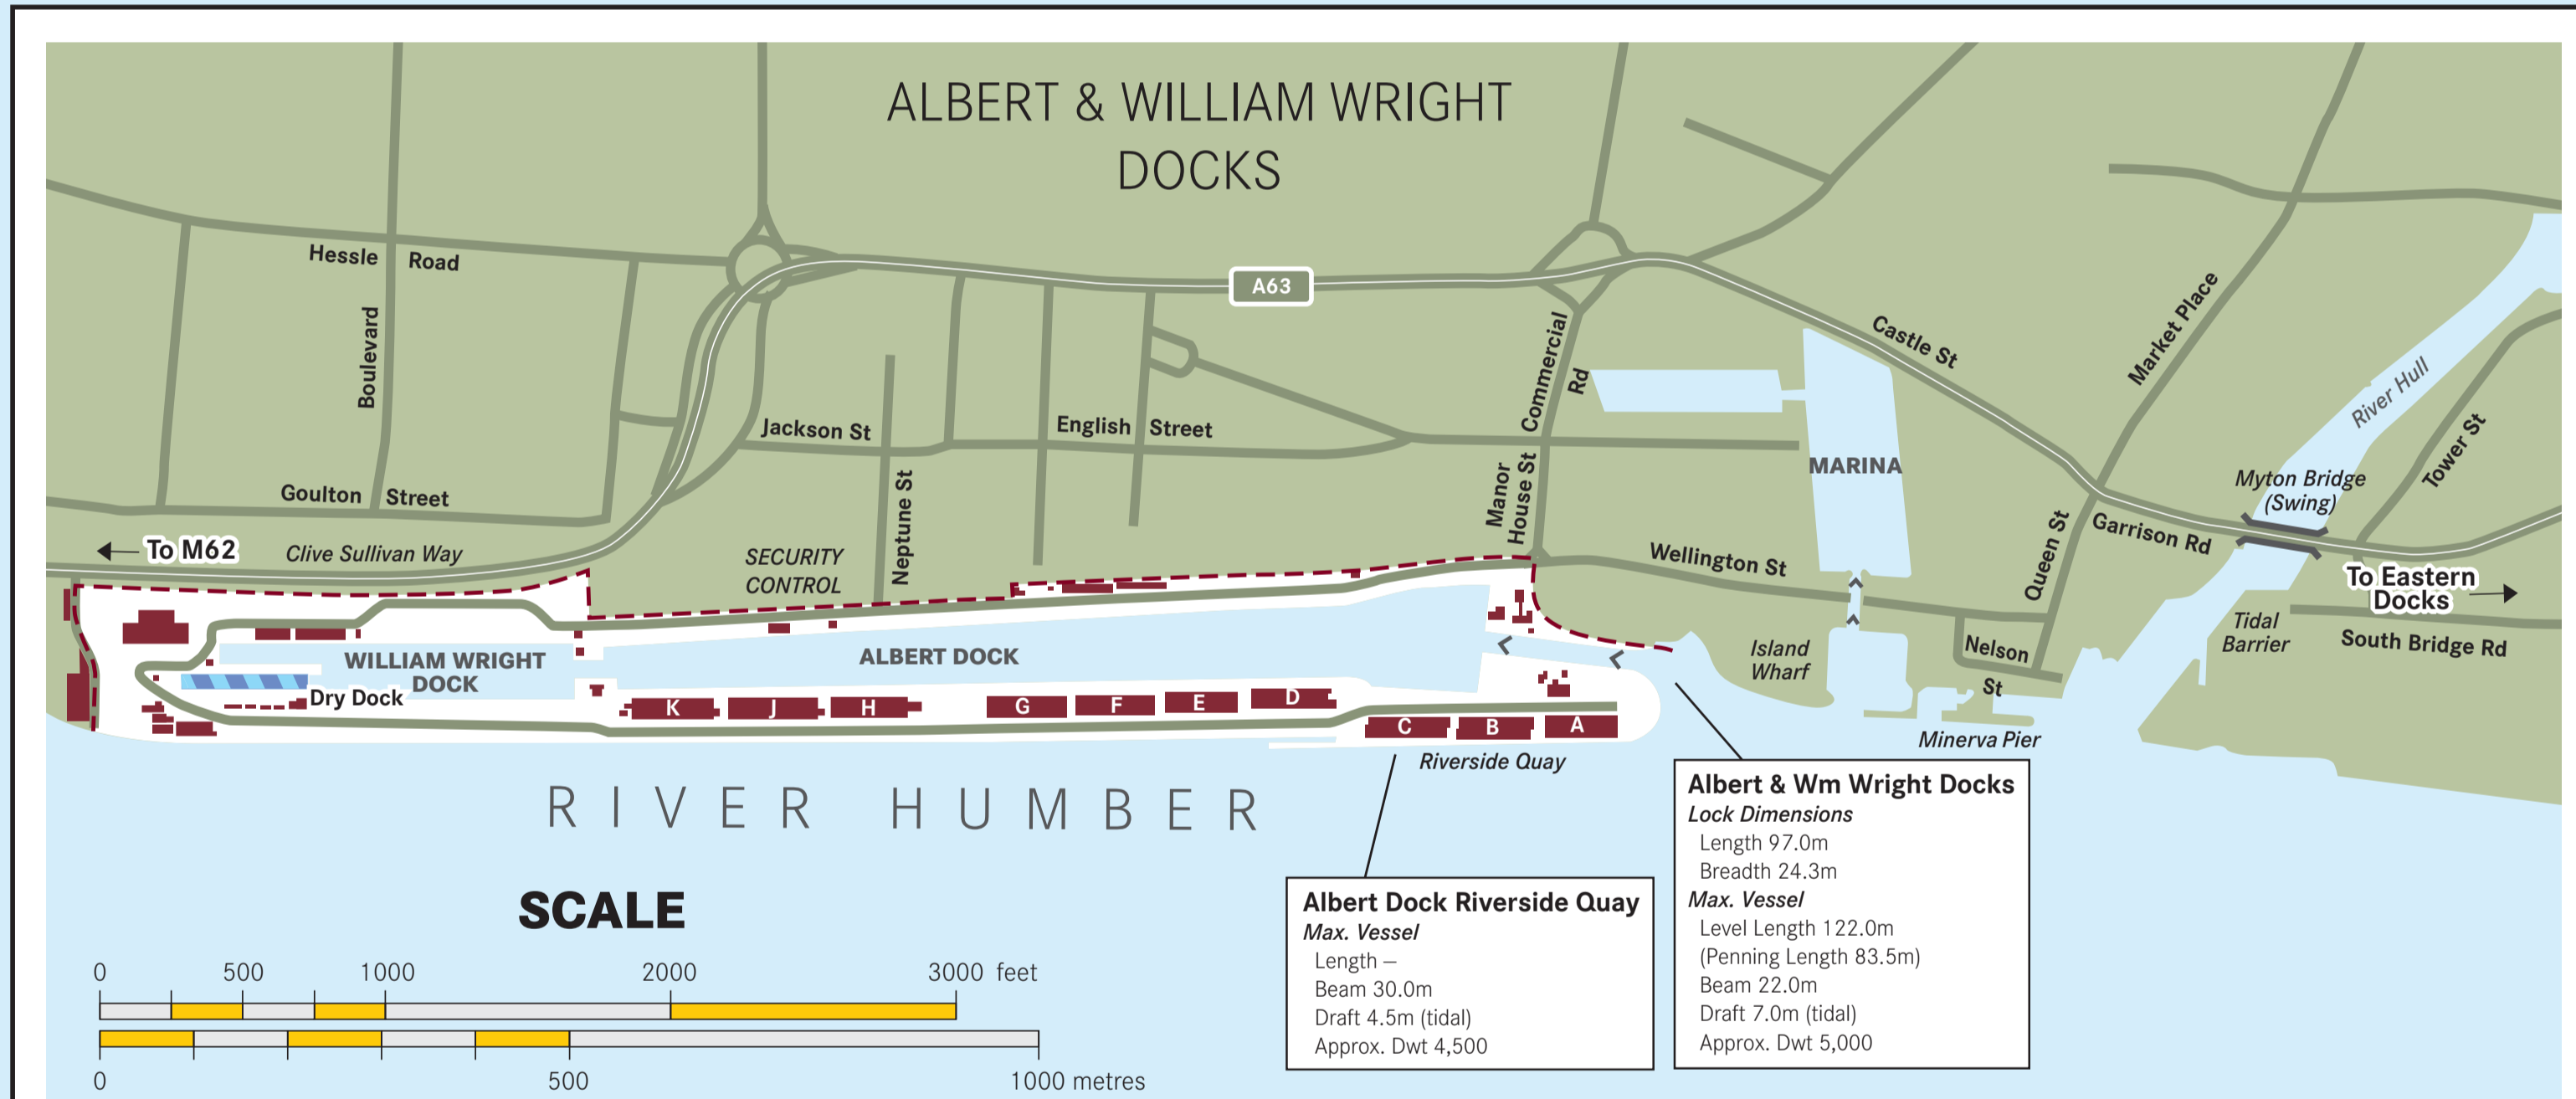 ALBERT & WILLIAM WRIGHT
DOCKS
Hessle Road
Boulevard
A63
Commercial
Rd
Castle St
Market Place
River Hull
Tower St
Jackson St
English Street
Neptune St
Manor
House St
MARINA
Goulton Street
Myton Bridge
(Swing)
Garrison Rd
Queen St
To M62
Clive Sullivan Way
SECURITY
CONTROL
Wellington St
To Eastern
Docks
Tidal
Barrier
South Bridge Rd
Island
Wharf
Nelson
St
Minerva Pier
WILLIAM WRIGHT
DOCK
ALBERT DOCK
Dry Dock
K J H G F E D
C B A
Riverside Quay
RIVER HUMBER
Albert & Wm Wright Docks
Lock Dimensions
Length 97.0m
Breadth 24.3m
Max. Vessel
Level Length 122.0m
(Penning Length 83.5m)
Beam 22.0m
Draft 7.0m (tidal)
Approx. Dwt 5,000
Albert Dock Riverside Quay
Max. Vessel
Length –
Beam 30.0m
Draft 4.5m (tidal)
Approx. Dwt 4,500
SCALE
0 500 1000 2000 3000 feet
0 500 1000 metres